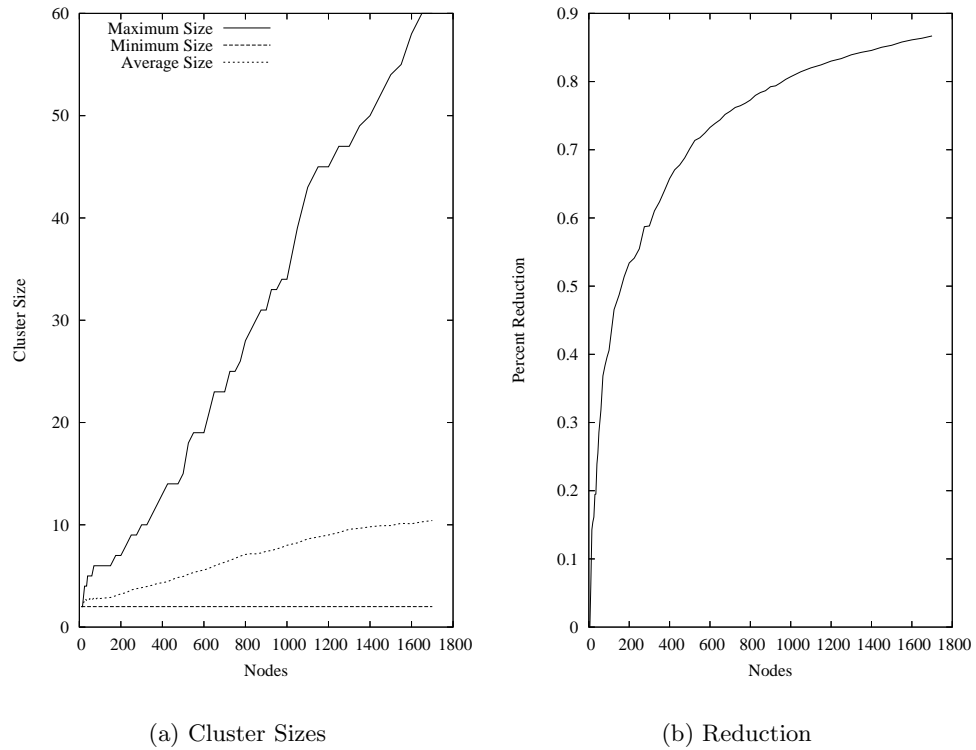 60
50
40
30
20
10
0
Cluster Size
Maximum Size
Minimum Size
Average Size
0 200 400 600 800 1000 1200 1400 1600 1800
Nodes
(a) Cluster Sizes
0.9
0.8
0.7
0.6
0.5
0.4
0.3
0.2
0.1
0
Percent Reduction
0 200 400 600 800 1000 1200 1400 1600 1800
Nodes
(b) Reduction